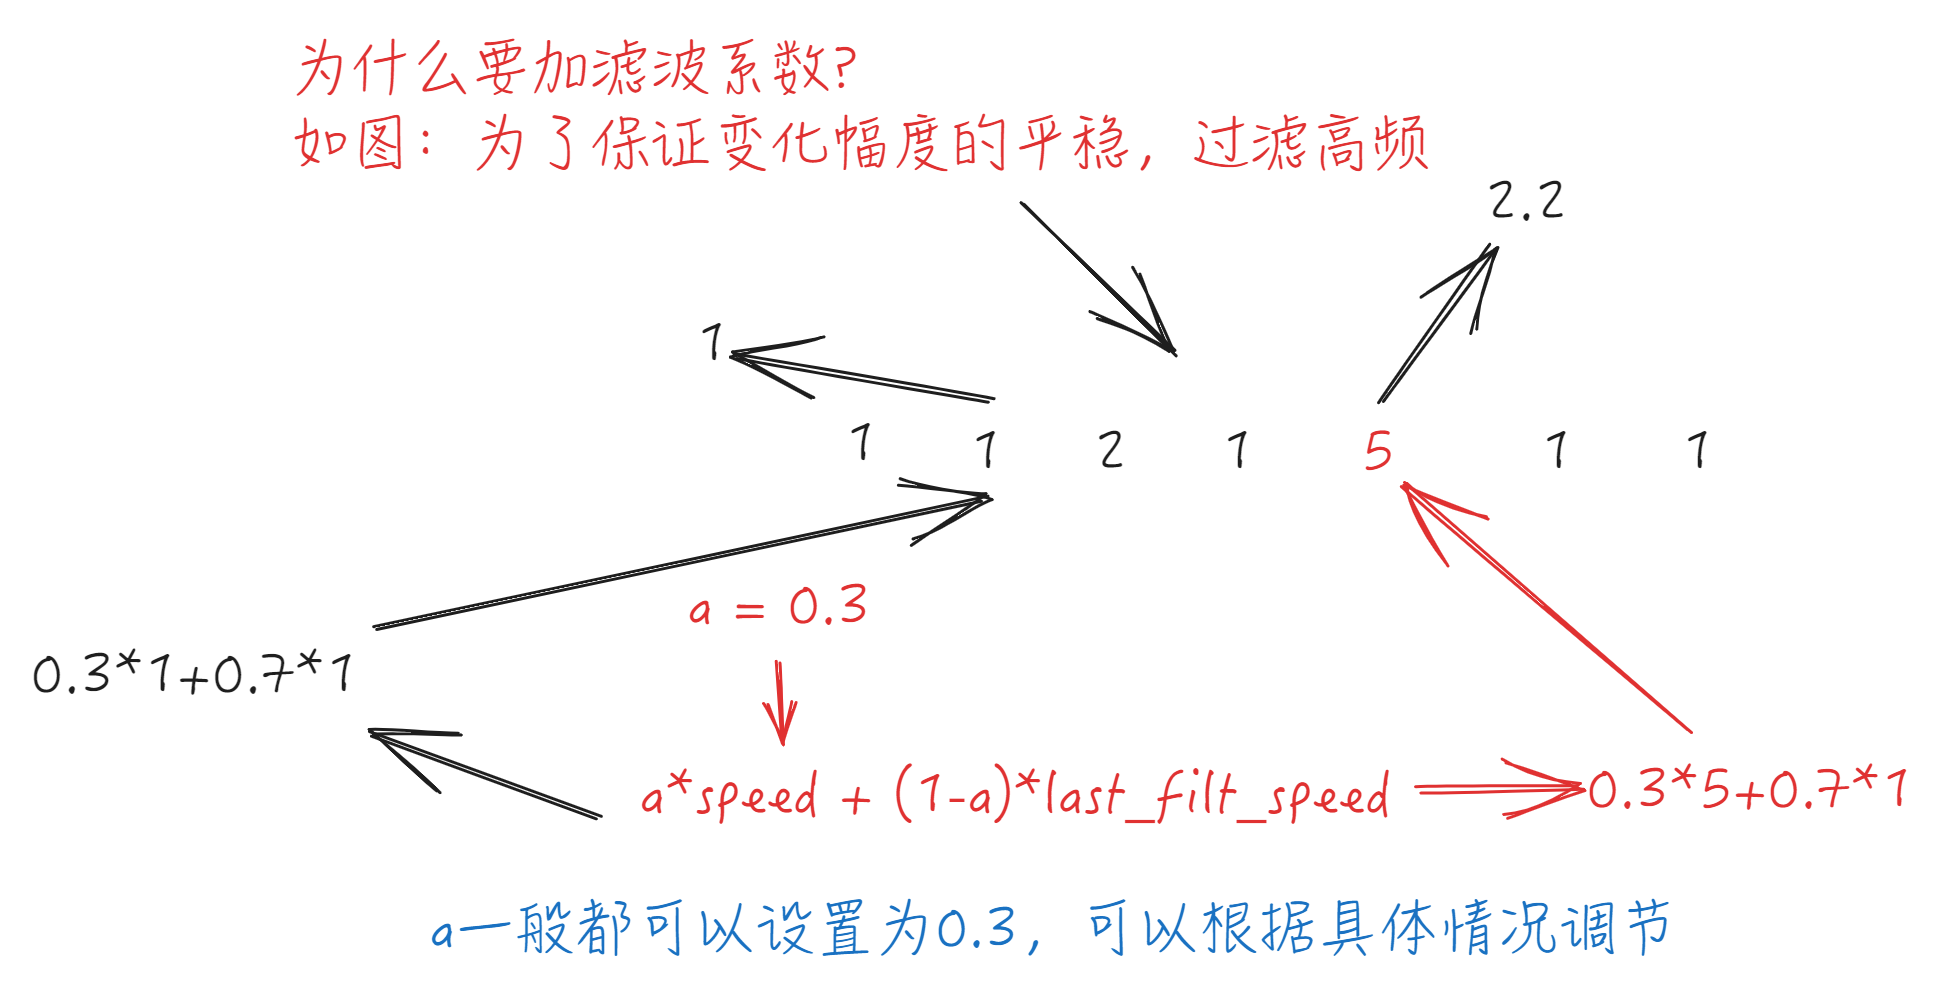 为什么要加滤波系数?
如图：为了保证变化幅度的平稳，过滤高频
2.2
1
1 1 2 1 5 1 1
a = 0.3
0.3*1+0.7*1
a*speed + (1-a)*last_filt_speed
0.3*5+0.7*1
a一般都可以设置为0.3，可以根据具体情况调节